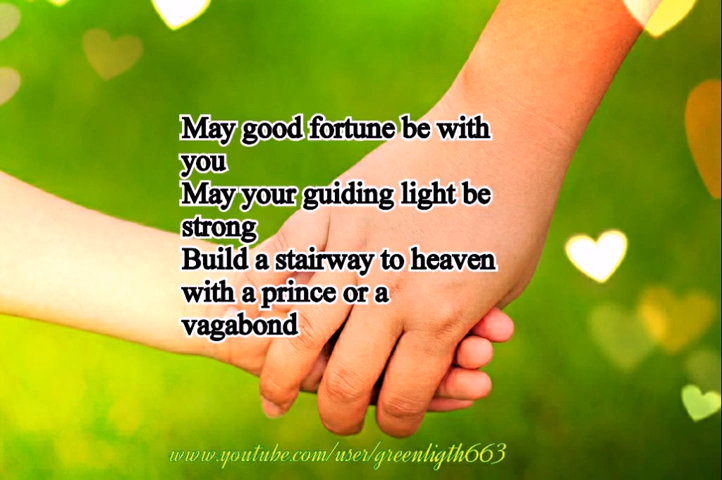 May good fortune be with
you
May your guiding light be
strong
Build a stairway to heaven
with a prince or a
vagabond
www.youtube.com/user/greenligth663